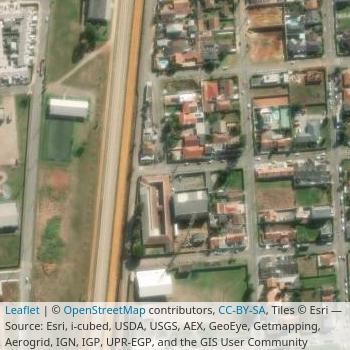 Leaflet | © OpenStreetMap contributors, CC-BY-SA, Tiles © Esri —
Source: Esri, i-cubed, USDA, USGS, AEX, GeoEye, Getmapping,
Aerogrid, IGN, IGP, UPR-EGP, and the GIS User Community